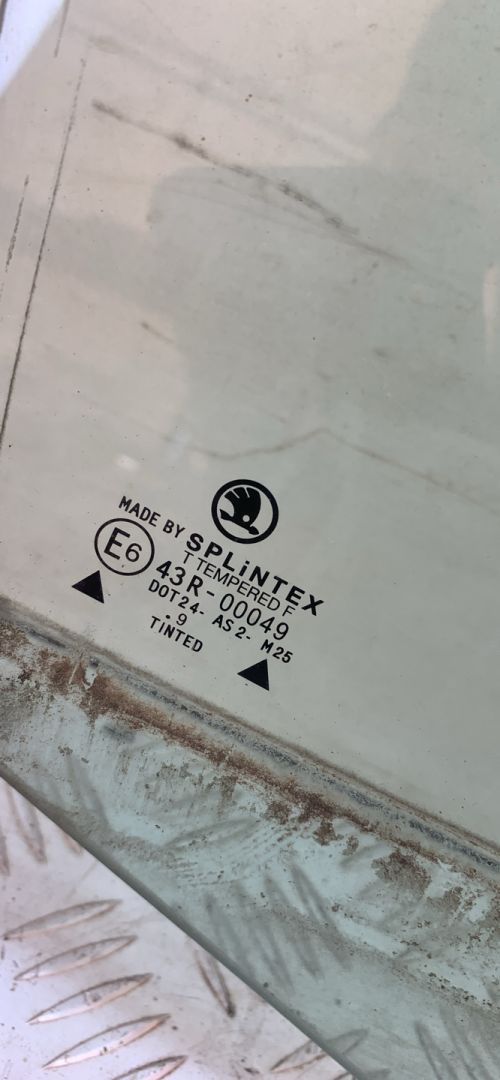 MADE BY SPLiNTEX
T TEMPERED F
E6 43R-00049
DOT24- AS2- M25
.9
TiNTED